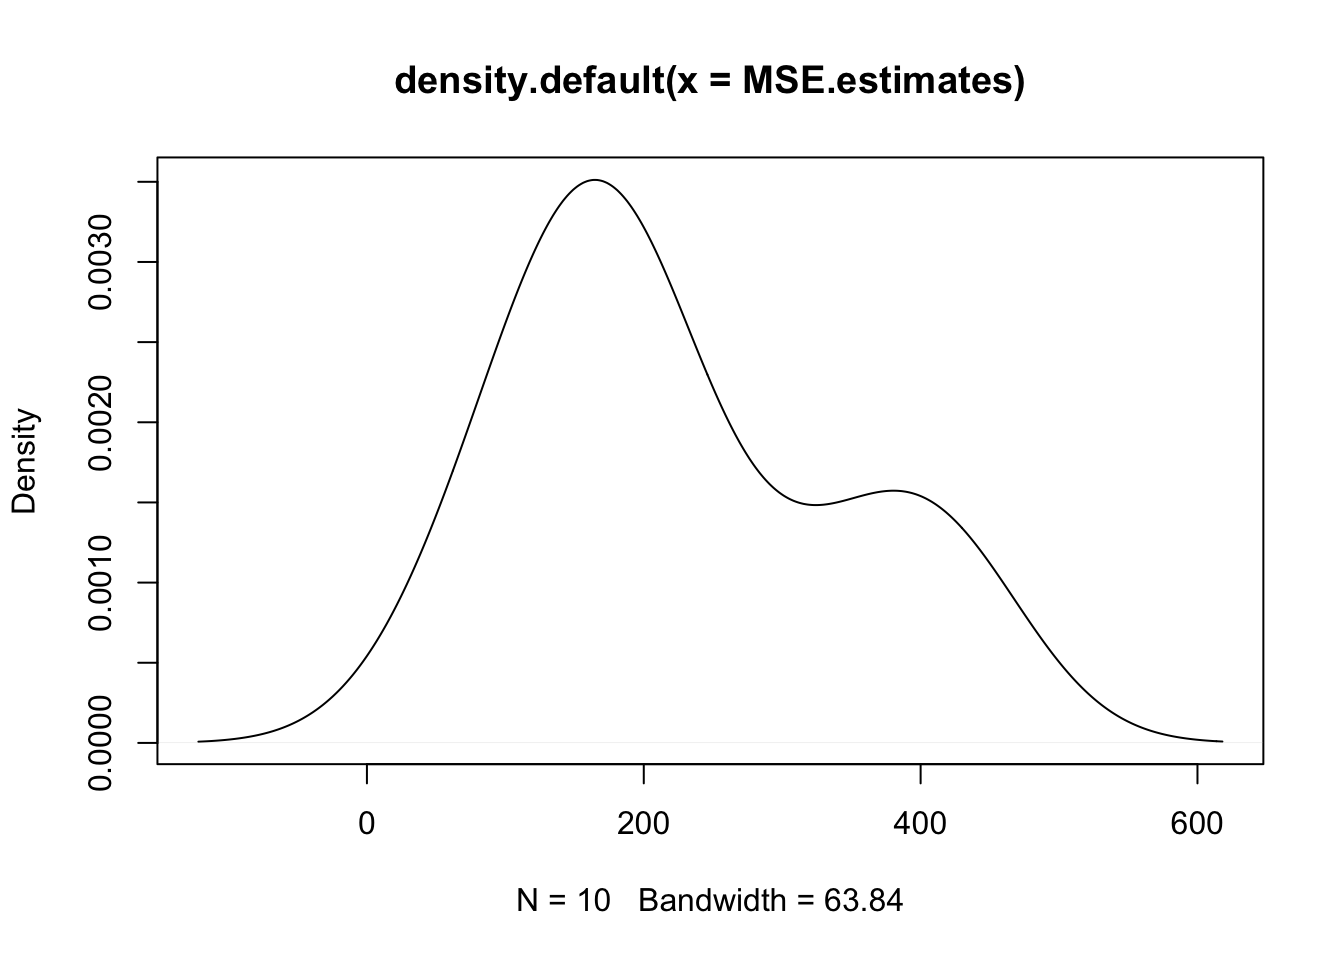 density.default(x = MSE.estimates)
Density
0.0030
0.0020
0.0010
0.0000
0 200 400 600
N = 10 Bandwidth = 63.84